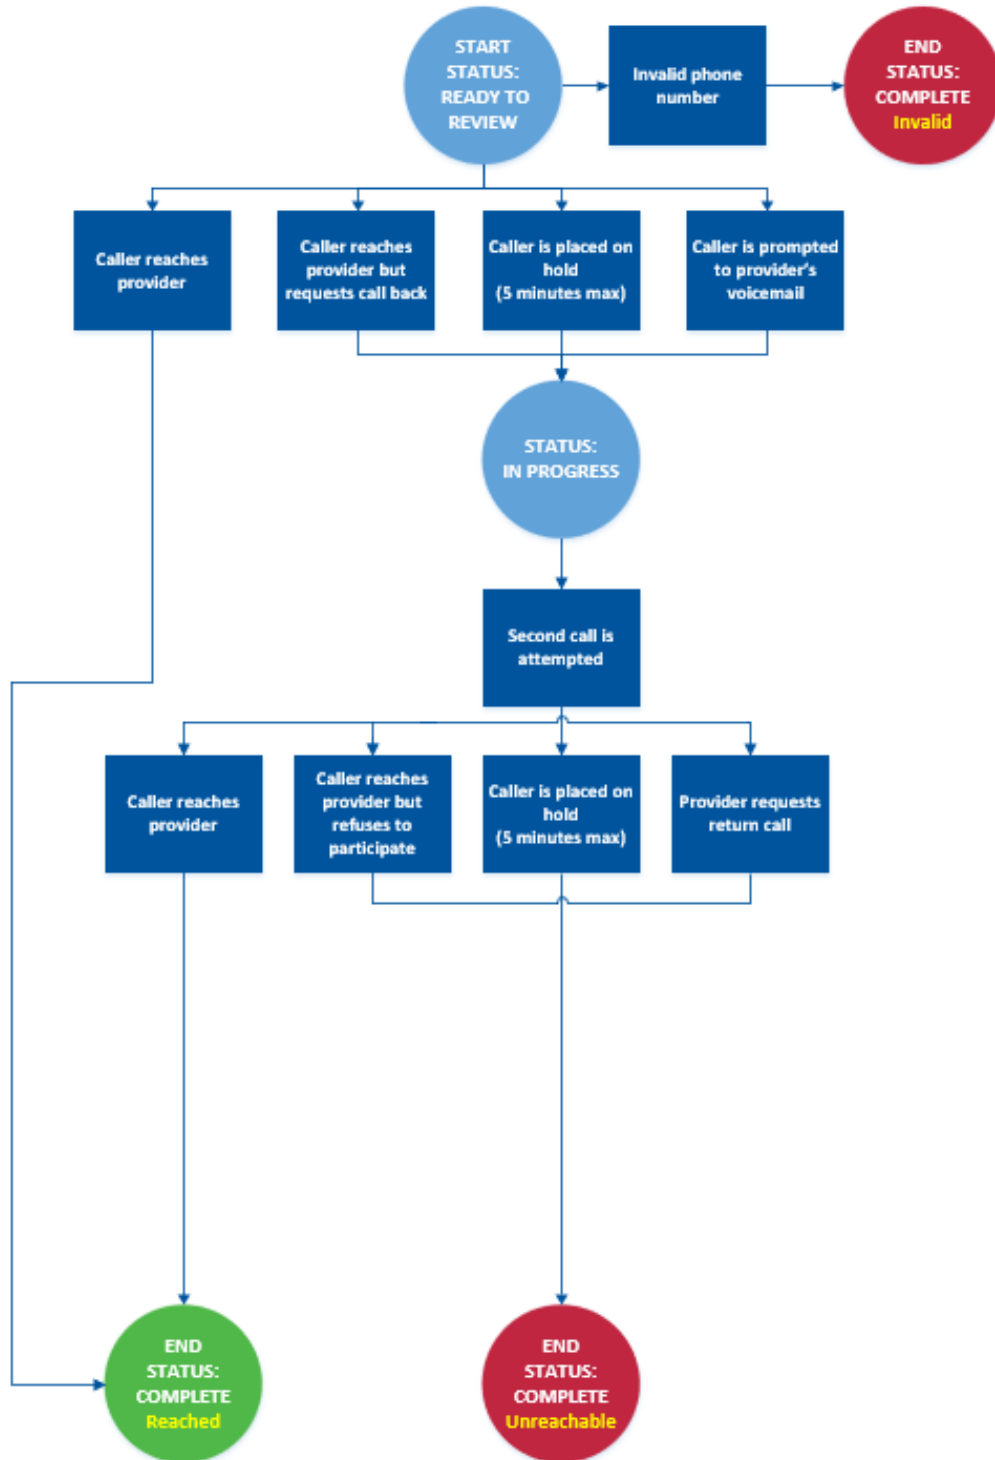 START
STATUS:
READY TO
REVIEW
Invalid phone
number
END
STATUS:
COMPLETE
Invalid
Caller reaches
provider
Caller reaches
provider but
requests call back
Caller is placed on
hold
(5 minutes max)
Caller is prompted
to provider's
voicemail
STATUS:
IN PROGRESS
Second call is
attempted
Caller reaches
provider
Caller reaches
provider but
refuses to
participate
Caller is placed on
hold
(5 minutes max)
Provider requests
return call
END
STATUS:
COMPLETE
Reached
END
STATUS:
COMPLETE
Unreachable